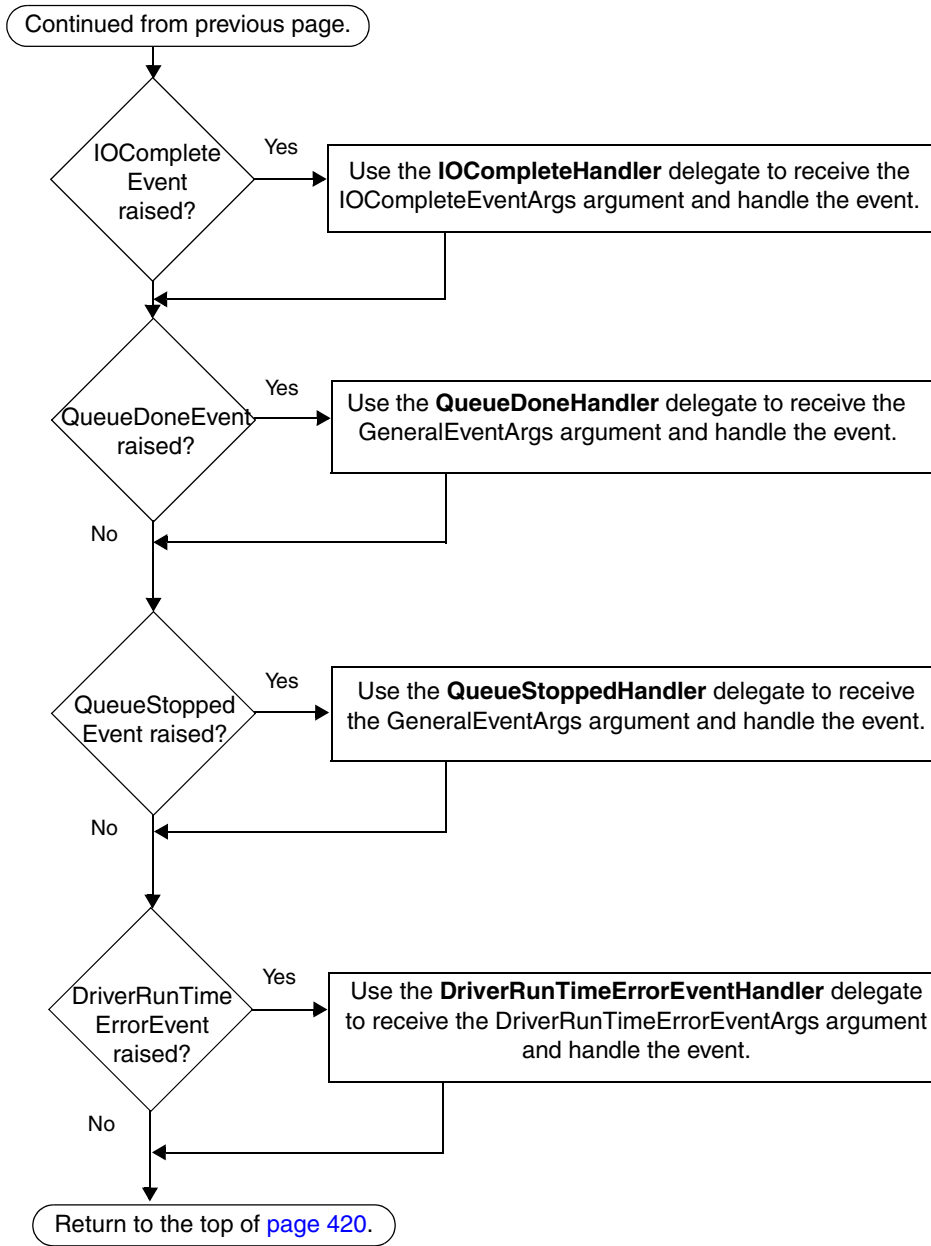 Continued from previous page.
IOComplete
Event
raised?
Yes
Use the IOCompleteHandler delegate to receive the
IOCompleteEventArgs argument and handle the event.
QueueDoneEvent
raised?
Yes
Use the QueueDoneHandler delegate to receive the
GeneralEventArgs argument and handle the event.
No
QueueStopped
Event raised?
Yes
Use the QueueStoppedHandler delegate to receive
the GeneralEventArgs argument and handle the event.
No
DriverRunTime
ErrorEvent
raised?
Yes
Use the DriverRunTimeErrorEventHandler delegate
to receive the DriverRunTimeErrorEventArgs argument
and handle the event.
No
Return to the top of page 420.